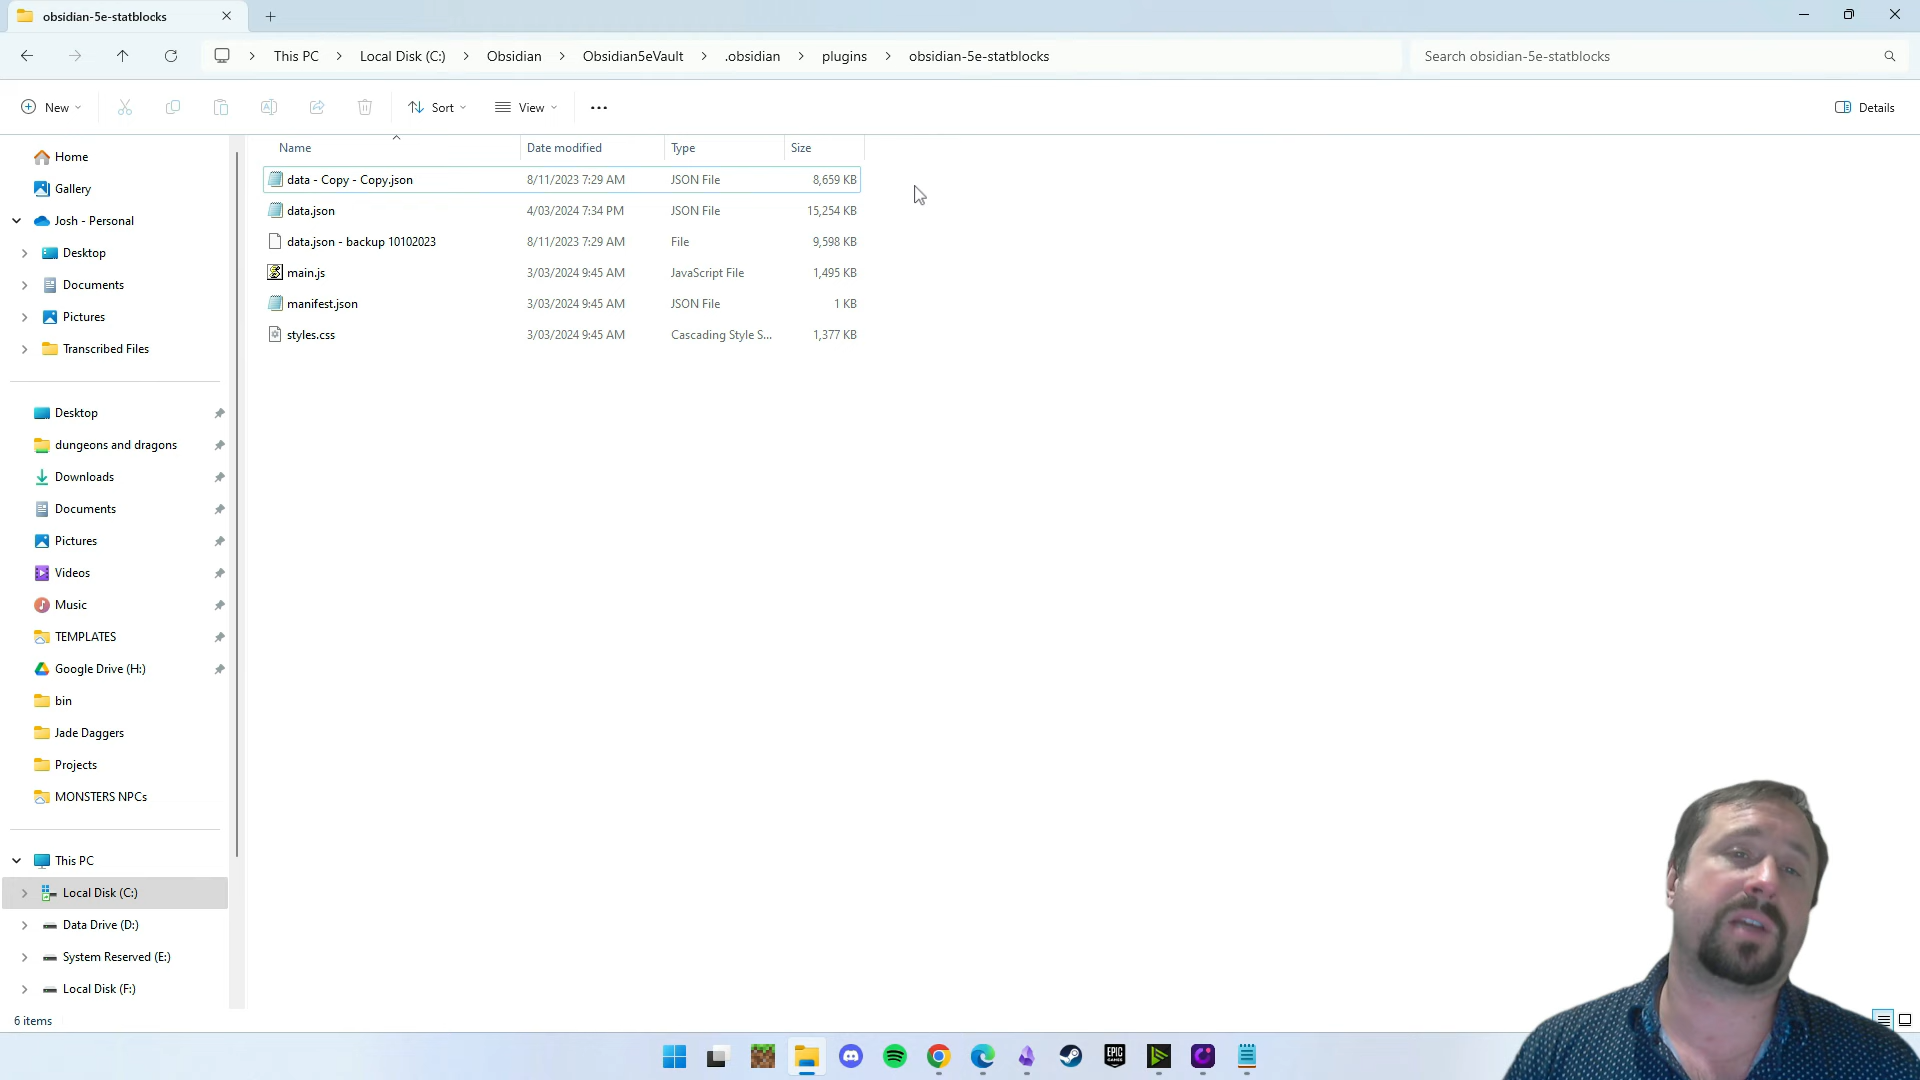 obsidian-5e-statblocks
This PC
Local Disk (C:)
Obsidian
Obsidian5eVault
.obsidian
plugins
obsidian-5e-statblocks
Search obsidian-5e-statblocks
New
Sort
View
Details
Name
Date modified
Type
Size
data - Copy - Copy.json 8/11/2023 7:29 AM JSON File 8,659 KB
data.json 4/03/2024 7:34 PM JSON File 15,254 KB
data.json - backup 10102023 8/11/2023 7:29 AM File 9,598 KB
main.js 3/03/2024 9:45 AM JavaScript File 1,495 KB
manifest.json 3/03/2024 9:45 AM JSON File 1 KB
styles.css 3/03/2024 9:45 AM Cascading Style S... 1,377 KB
Home
Gallery
Josh - Personal
Desktop
Documents
Pictures
Transcribed Files
Desktop
dungeons and dragons
Downloads
Documents
Pictures
Videos
Music
TEMPLATES
Google Drive (H:)
bin
Jade Daggers
Projects
MONSTERS NPCs
This PC
Local Disk (C:)
Data Drive (D:)
System Reserved (E:)
Local Disk (F:)
6 items
EPIC
GAMES